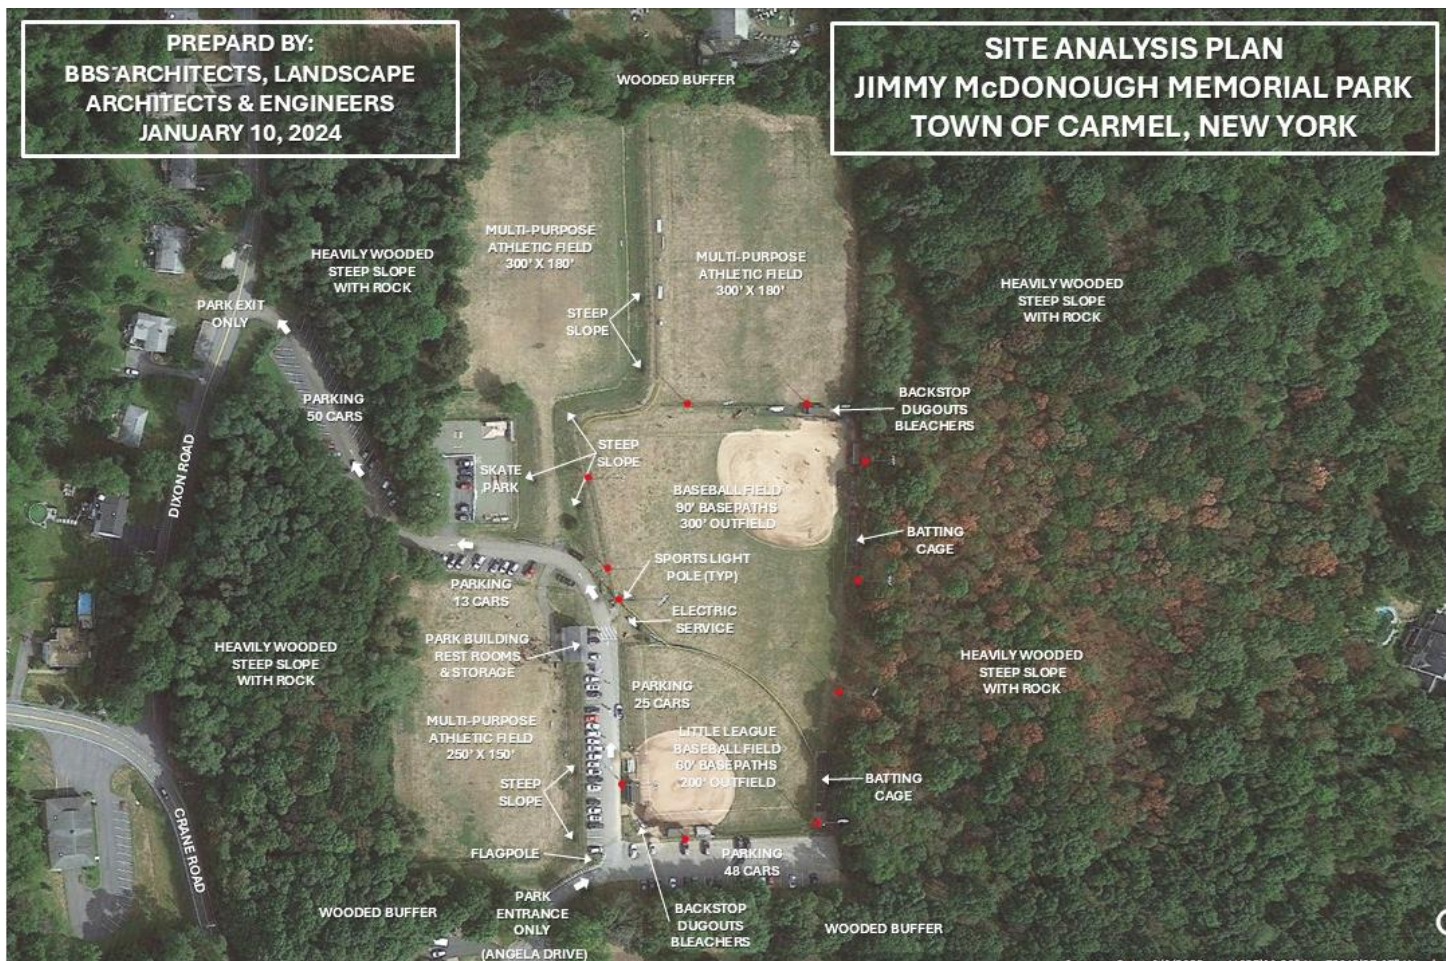 PREPARD BY:
BBS ARCHITECTS, LANDSCAPE
ARCHITECTS & ENGINEERS
JANUARY 10, 2024
SITE ANALYSIS PLAN
JIMMY McDONOUGH MEMORIAL PARK
TOWN OF CARMEL, NEW YORK
WOODED BUFFER
MULTI-PURPOSE
ATHLETIC FIELD
300' X 180'
MULTI-PURPOSE
ATHLETIC FIELD
300' X 180'
HEAVILY WOODED
STEEP SLOPE
WITH ROCK
HEAVILY WOODED
STEEP SLOPE
WITH ROCK
PARK EXIT
ONLY
STEEP
SLOPE
PARKING
50 CARS
BACKSTOP
DUGOUTS
BLEACHERS
DIXON ROAD
SKATE
PARK
STEEP
SLOPE
BASEBALL FIELD
90' BASEPATHS
300' OUTFIELD
BATTING
CAGE
PARKING
13 CARS
SPORTS LIGHT
POLE (TYP)
ELECTRIC
SERVICE
PARK BUILDING
REST ROOMS
& STORAGE
HEAVILY WOODED
STEEP SLOPE
WITH ROCK
HEAVILY WOODED
STEEP SLOPE
WITH ROCK
PARKING
25 CARS
MULTI-PURPOSE
ATHLETIC FIELD
250' X 150'
LITTLE LEAGUE
BASEBALL FIELD
60' BASEPATHS
200' OUTFIELD
STEEP
SLOPE
BATTING
CAGE
CRANE ROAD
FLAGPOLE
PARKING
48 CARS
PARK
ENTRANCE
ONLY
(ANGELA DRIVE)
WOODED BUFFER
BACKSTOP
DUGOUTS
BLEACHERS
WOODED BUFFER